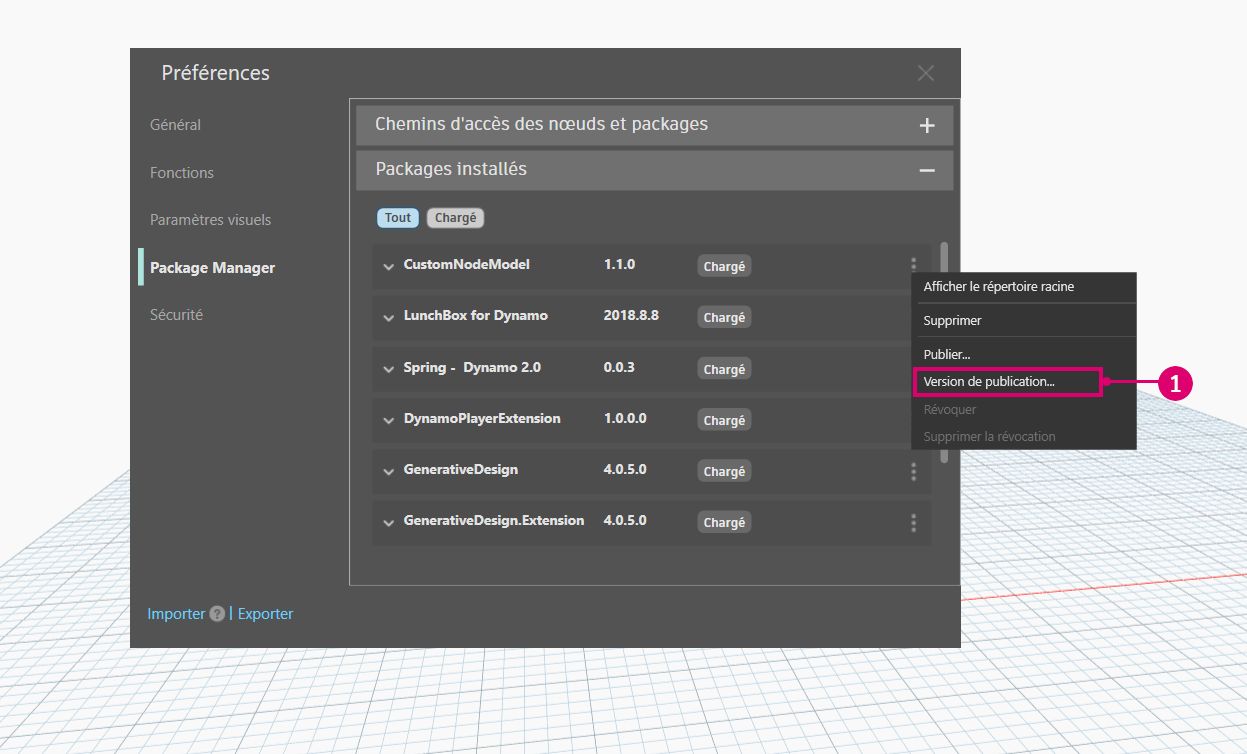 Préférences
Général
Fonctions
Paramètres visuels
Package Manager
Sécurité
Chemins d'accès des nœuds et packages
Packages installés
Tout Chargé
CustomNodeModel 1.1.0 Chargé
LunchBox for Dynamo 2018.8.8 Chargé
Spring - Dynamo 2.0 0.0.3 Chargé
DynamoPlayerExtension 1.0.0.0 Chargé
GenerativeDesign 4.0.5.0 Chargé
GenerativeDesign.Extension 4.0.5.0 Chargé
Afficher le répertoire racine
Supprimer
Publier...
Version de publication...
1
Révoquer
Supprimer la révocation
Importer ? | Exporter